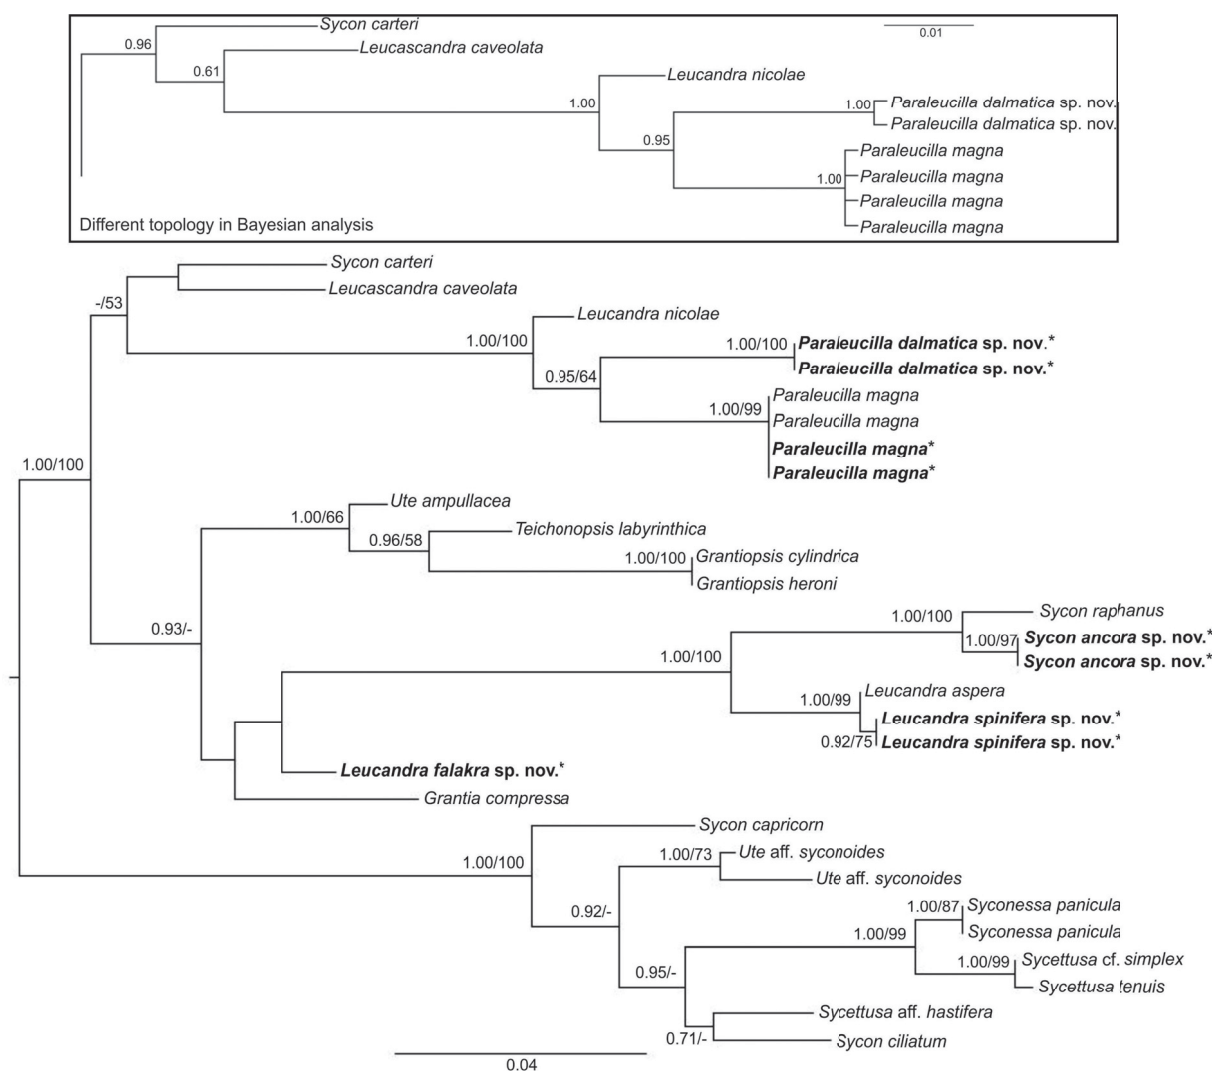 Sycon carteri
0.01
0.96
Leucascandra caveolata
0.61
Leucandra nicolae
1.00
1.00
Paraleucilla dalmatica sp. nov.
Paraleucilla dalmatica sp. nov.
0.95
Paraleucilla magna
1.00
Paraleucilla magna
Paraleucilla magna
Paraleucilla magna
Different topology in Bayesian analysis
Sycon carteri
Leucascandra caveolata
-/53
Leucandra nicolae
1.00/100
1.00/100
Paraleucilla dalmatica sp. nov.*
Paraleucilla dalmatica sp. nov.*
0.95/64
Paraleucilla magna
1.00/99
Paraleucilla magna
Paraleucilla magna*
Paraleucilla magna*
1.00/100
Ute ampullacea
1.00/66
Teichonopsis labyrinthica
0.96/58
1.00/100
Grantiopsis cylindrica
Grantiopsis heroni
0.93/-
Sycon raphanus
1.00/100
1.00/97
Sycon ancora sp. nov.*
Sycon ancora sp. nov.*
1.00/100
Leucandra aspera
1.00/99
Leucandra spinifera sp. nov.*
0.92/75
Leucandra spinifera sp. nov.*
Leucandra falakra sp. nov.*
Grantia compressa
Sycon capricorn
1.00/100
1.00/73
Ute aff. syconoides
Ute aff. syconoides
0.92/-
1.00/87
Syconessa panicula
Syconessa panicula
1.00/99
1.00/99
Sycettusa cf. simplex
Sycettusa tenuis
0.95/-
Sycettusa aff. hastifera
0.71/-
Sycon ciliatum
0.04